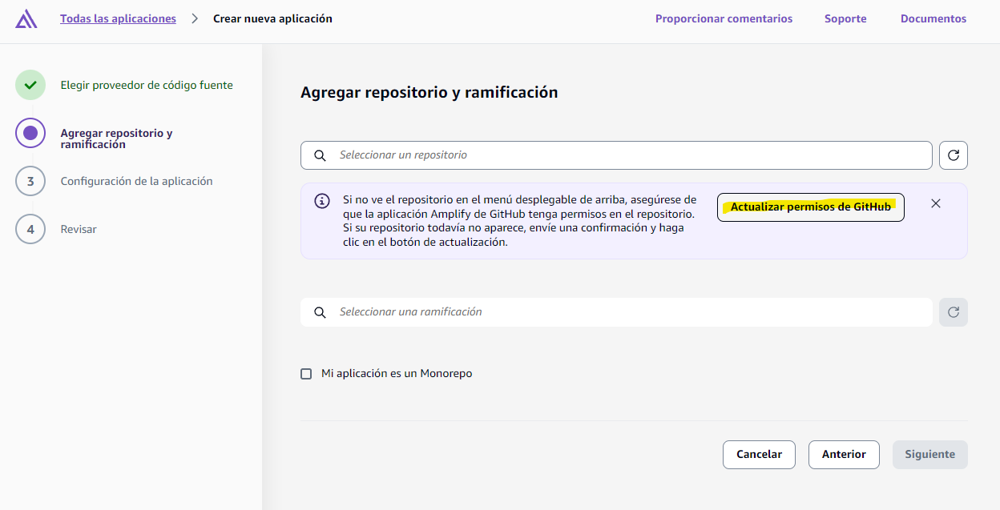 Todas las aplicaciones
Crear nueva aplicación
Proporcionar comentarios
Soporte
Documentos
Elegir proveedor de código fuente
Agregar repositorio y
ramificación
3
Configuración de la aplicación
4
Revisar
Agregar repositorio y ramificación
Seleccionar un repositorio
Si no ve el repositorio en el menú desplegable de arriba, asegúrese de
que la aplicación Amplify de GitHub tenga permisos en el repositorio.
Si su repositorio todavía no aparece, envíe una confirmación y haga
clic en el botón de actualización.
Actualizar permisos de GitHub
Seleccionar una ramificación
Mi aplicación es un Monorepo
Cancelar
Anterior
Siguiente